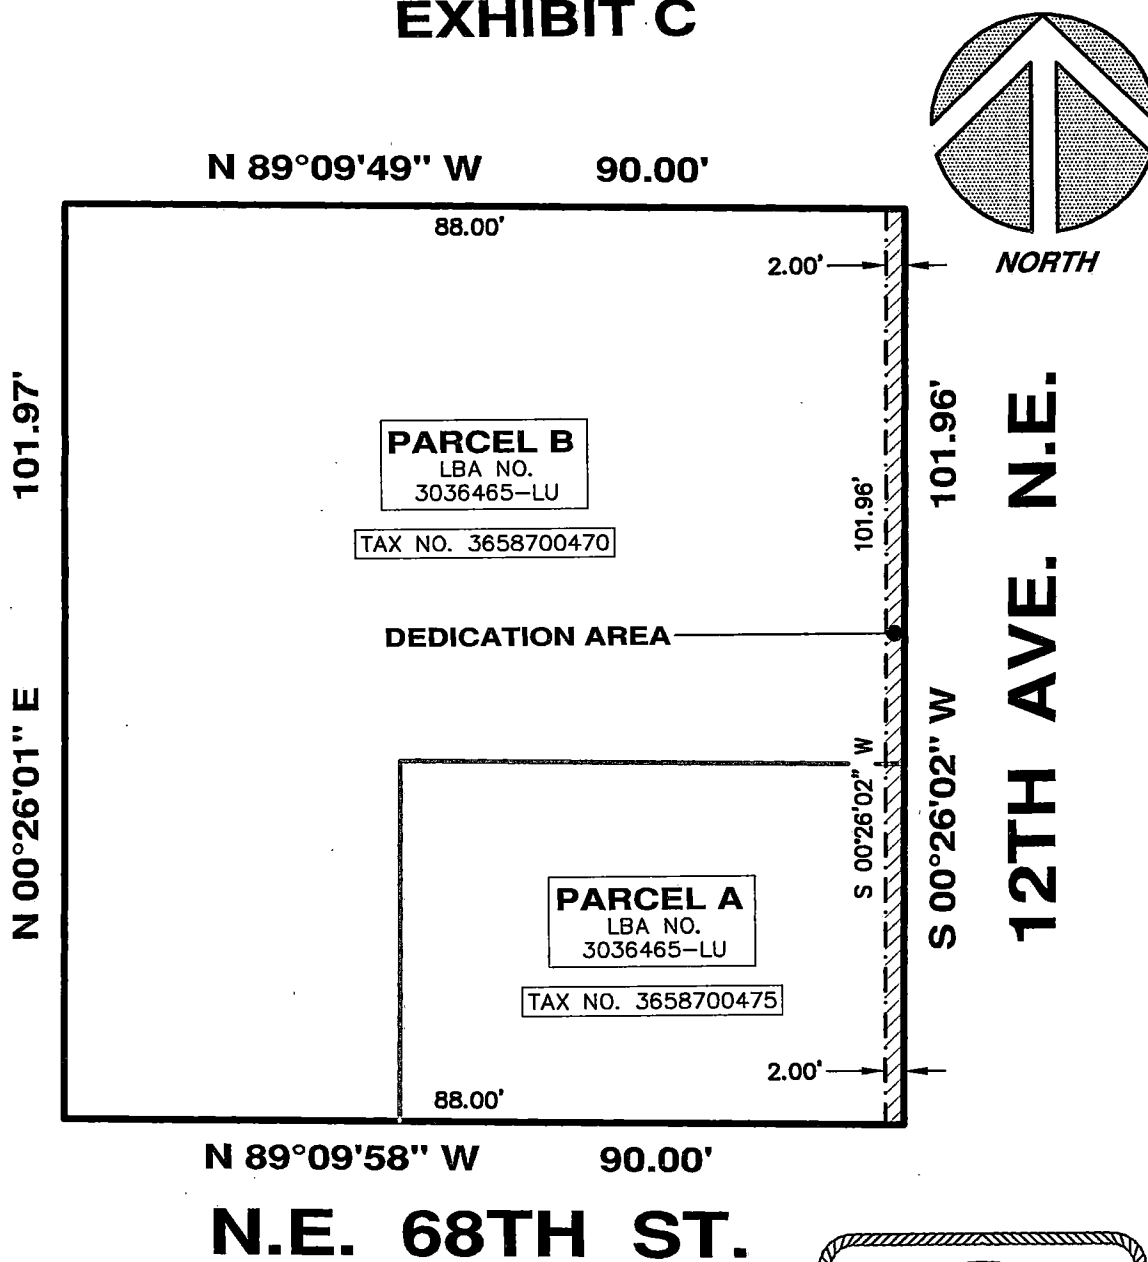 EXHIBIT C
NORTH
N 89°09'49" W 90.00'
88.00'
2.00'
101.97'
N 00°26'01" E
PARCEL B
LBA NO.
3036465-LU
TAX NO. 3658700470
DEDICATION AREA
101.96'
S 00°26'02" W
101.96'
S 00°26'02" W
12TH AVE. N.E.
PARCEL A
LBA NO.
3036465-LU
TAX NO. 3658700475
2.00'
88.00'
N 89°09'58" W 90.00'
N.E. 68TH ST.